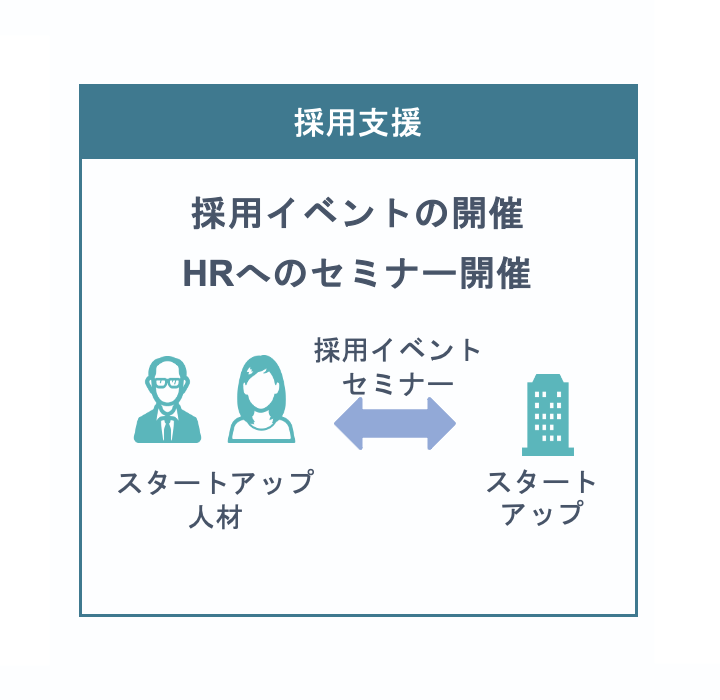 採用支援
採用イベントの開催
HRへのセミナー開催
採用イベント
セミナー
スタートアップ
人材
スタート
アップ